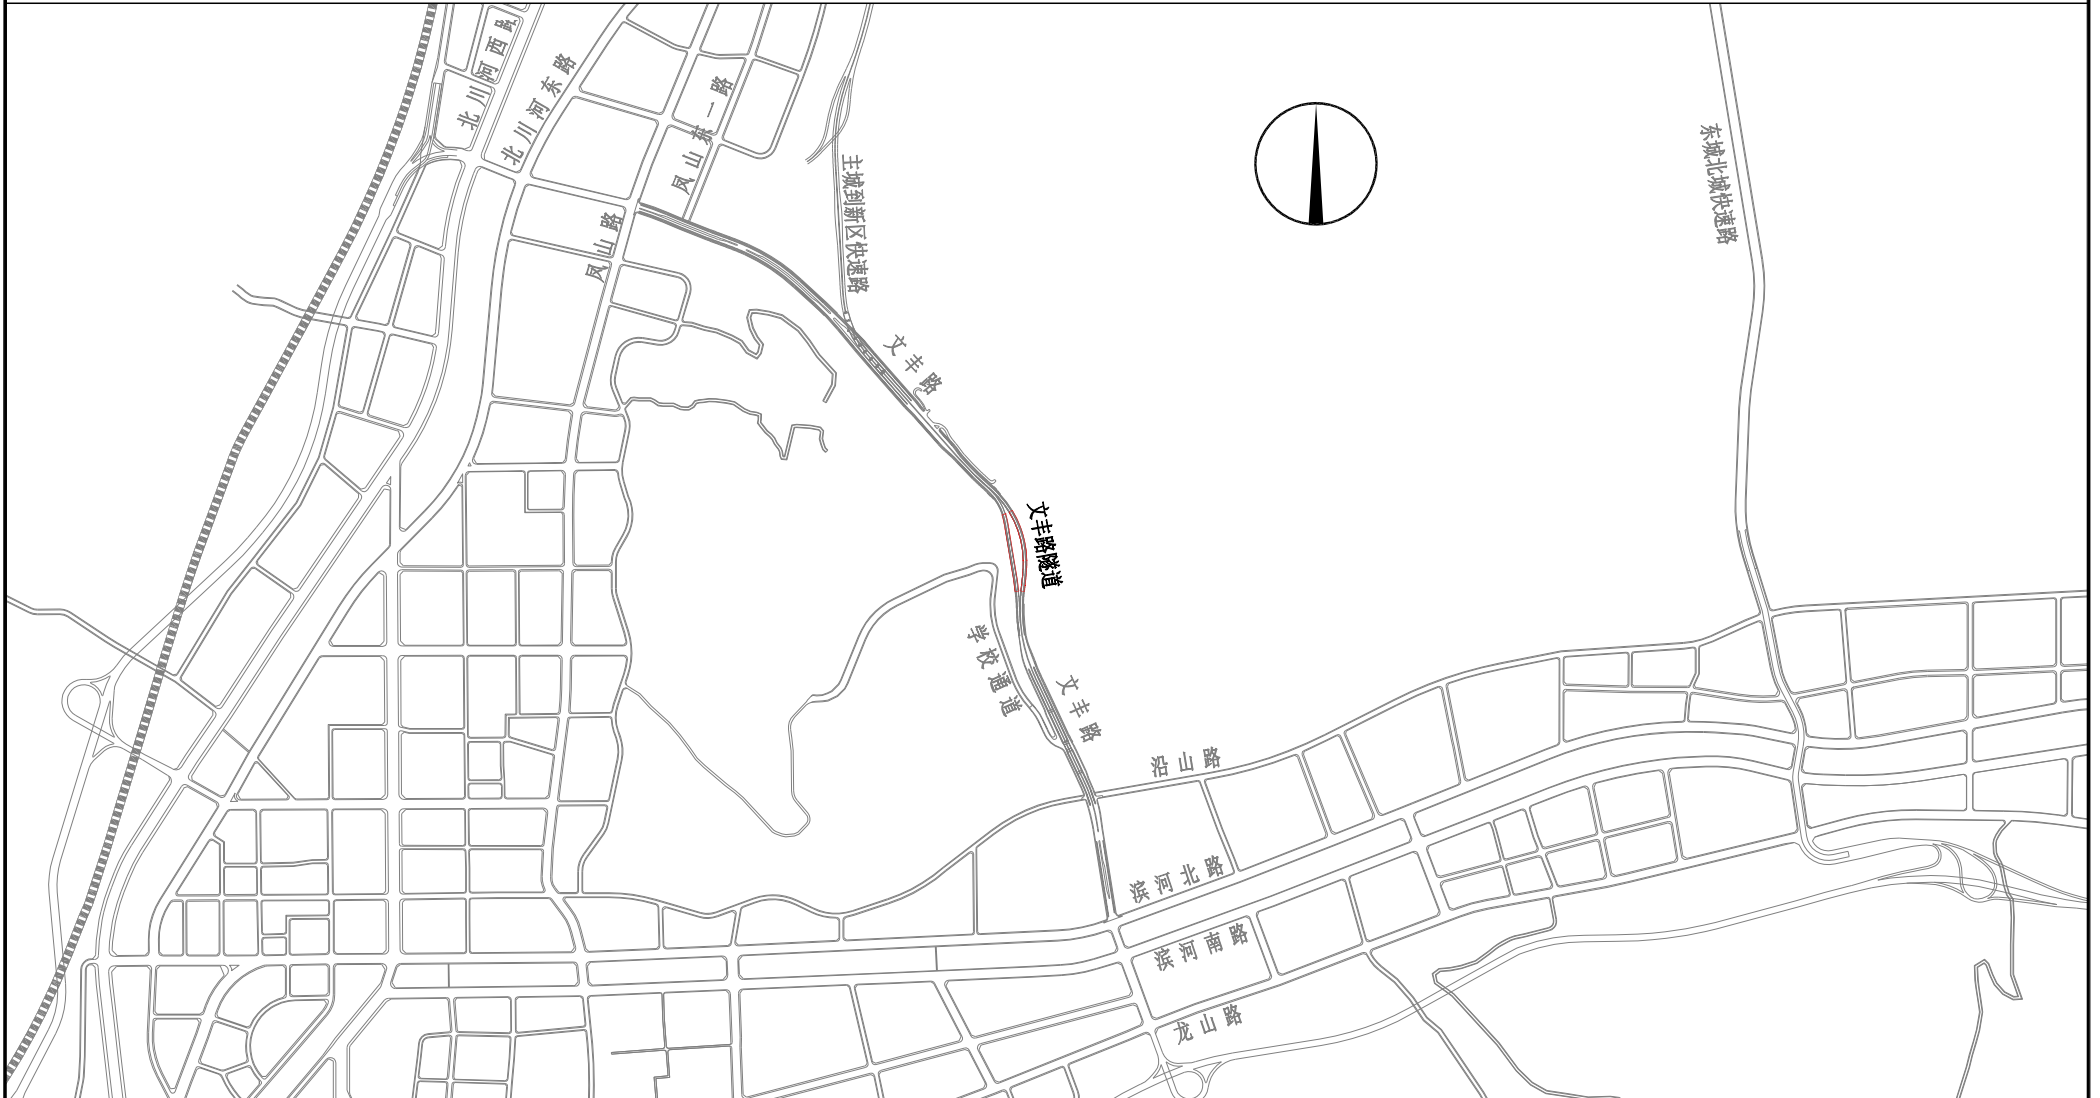 北川河西路
北川河东路
凤山东一路
凤山路
主城到新区快速路
东城北城快速路
文丰路
文丰路隧道
学校通道
文丰路
沿山路
滨河北路
滨河南路
龙山路